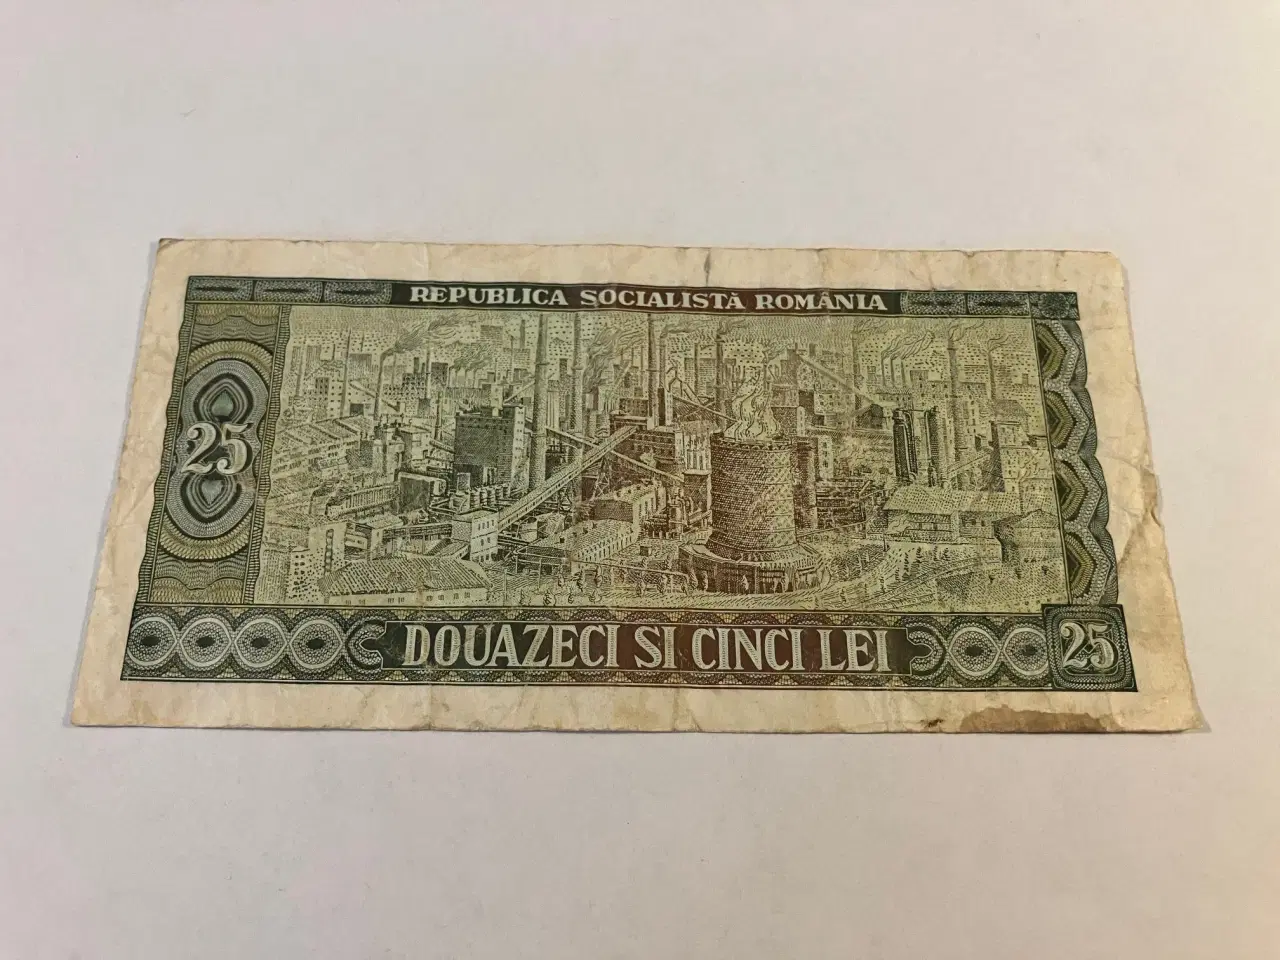 REPUBLICA SOCIALISTĂ ROMÂNIA
25
DOUAZECI SI CINCI LEI
25